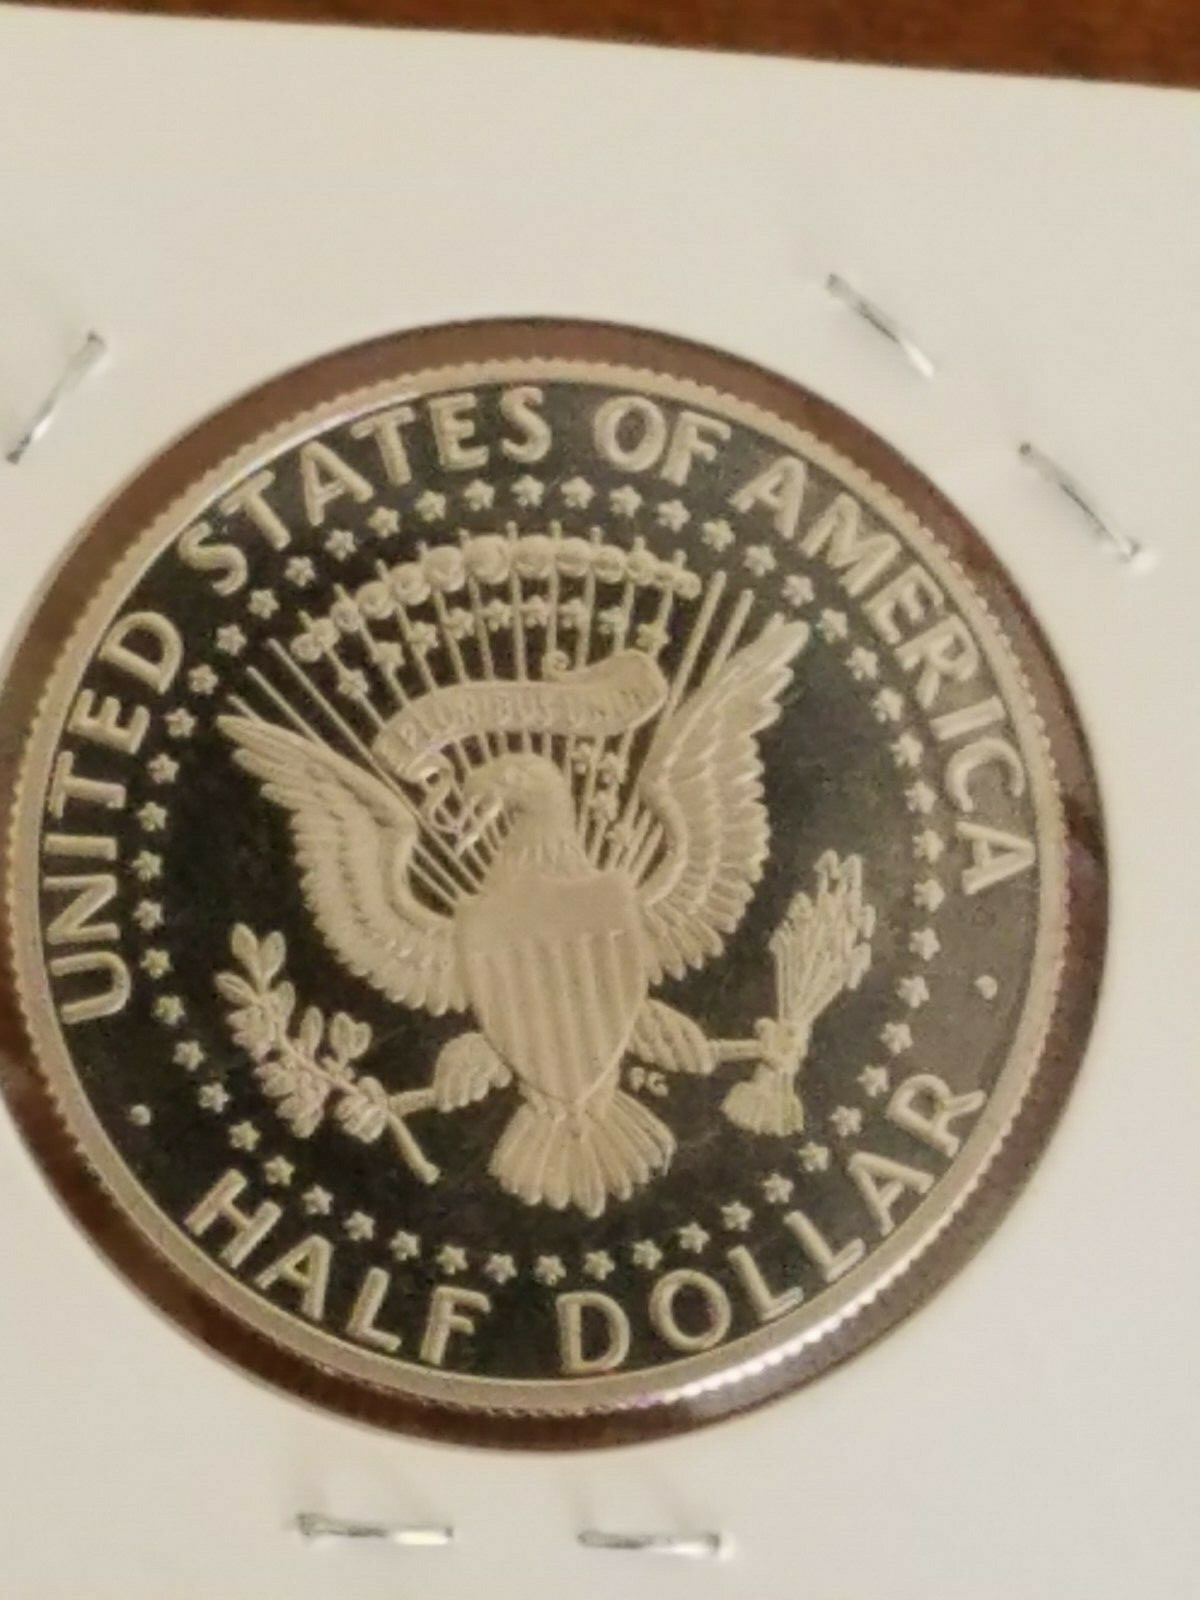 UNITED STATES OF AMERICA
E PLURIBUS UNUM
FG
HALF DOLLAR